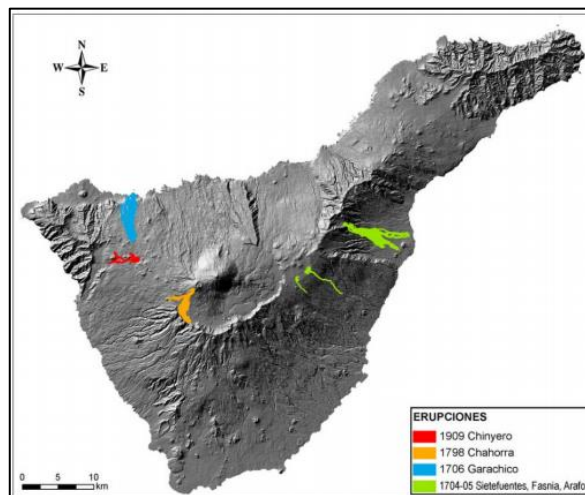 N
W E
S
ERUPCIONES
1909 Chinyero
1798 Chahorra
1706 Garachico
1704-05 Sietefuentes, Fasnia, Arafo
0 5 10
km